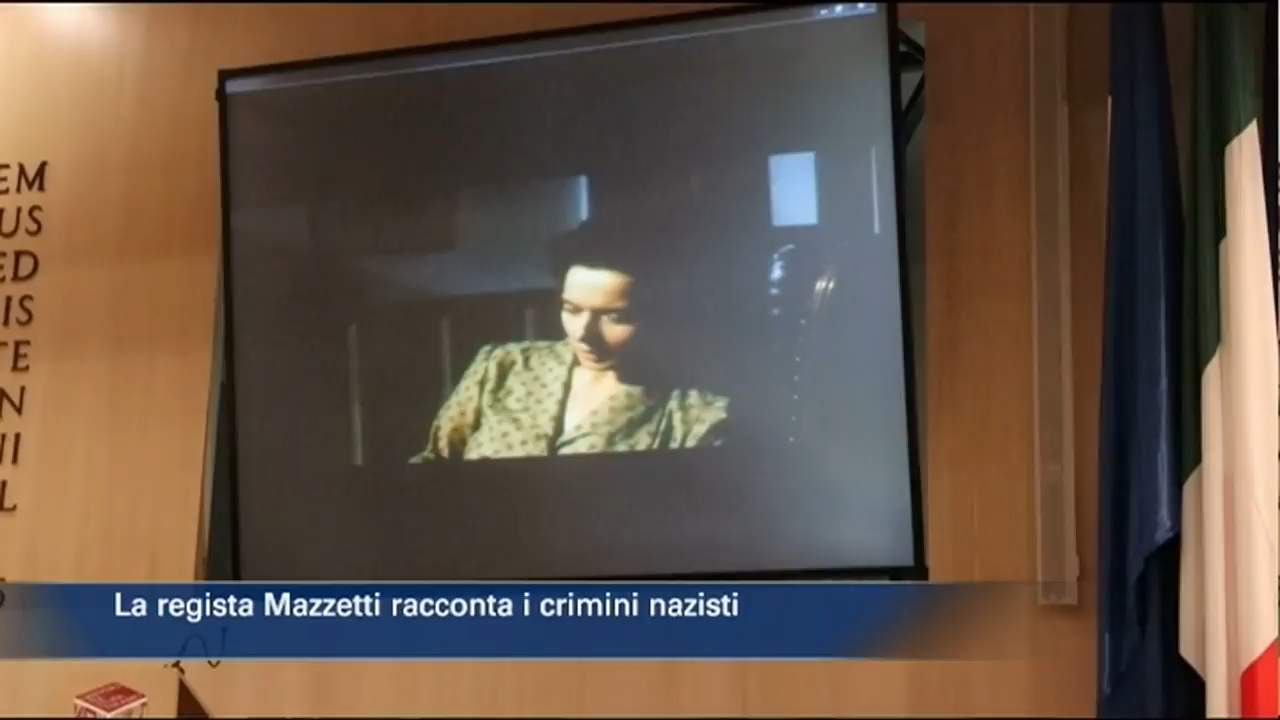 EM
US
ED
IS
TE
N
NI
L
La regista Mazzetti racconta i crimini nazisti